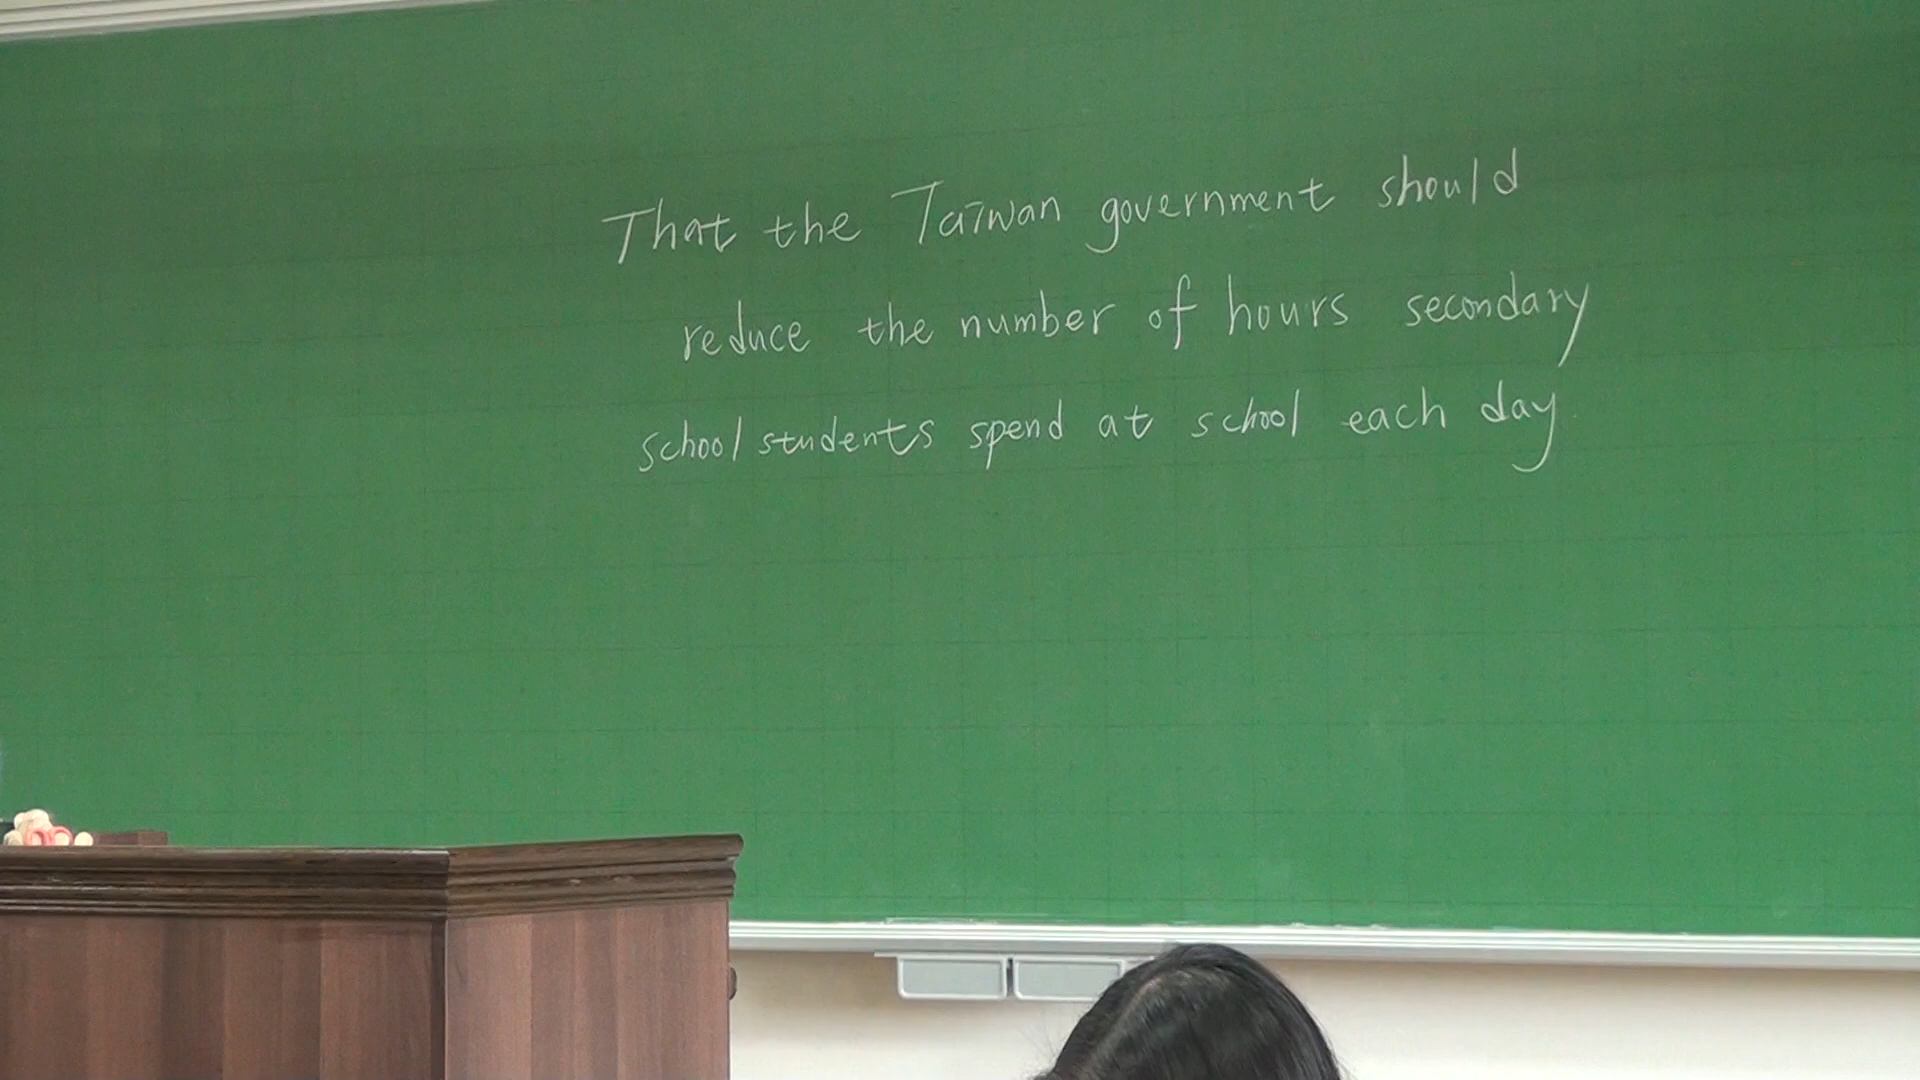 That the Taiwan government should
reduce the number of hours secondary
school students spend at school each day.